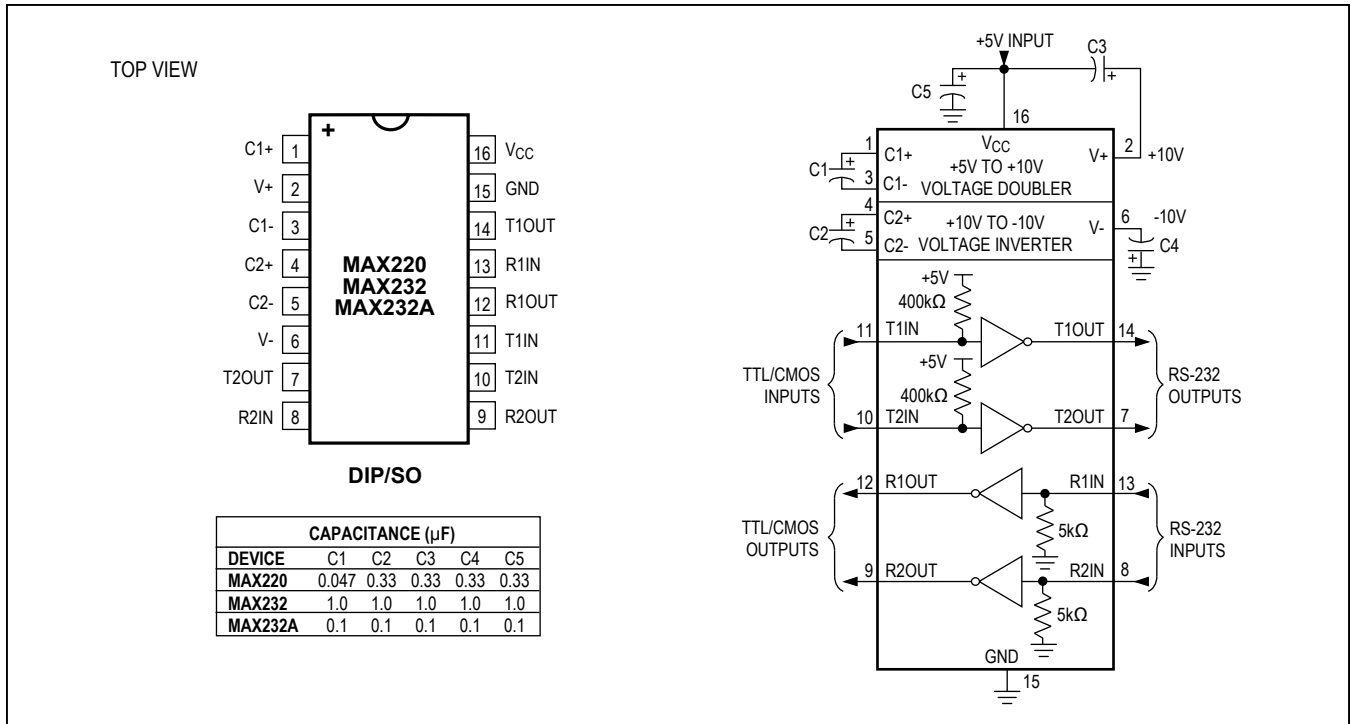 TOP VIEW
+
C1+ 1
V+ 2
C1- 3
C2+ 4
C2- 5
V- 6
T2OUT 7
R2IN 8
16 VCC
15 GND
14 T1OUT
13 R1IN
12 R1OUT
11 T1IN
10 T2IN
9 R2OUT
MAX220
MAX232
MAX232A
DIP/SO
CAPACITANCE (µF)
DEVICE C1 C2 C3 C4 C5
MAX220 0.047 0.33 0.33 0.33 0.33
MAX232 1.0 1.0 1.0 1.0 1.0
MAX232A 0.1 0.1 0.1 0.1 0.1
+5V INPUT
C3
+
C5
+
16
VCC
1
C1+
C1
+
3
C1-
+5V TO +10V
VOLTAGE DOUBLER
V+
2
+10V
4
C2+
C2
+
5
C2-
+10V TO -10V
VOLTAGE INVERTER
V-
6
-10V
C4
+
+5V
400kΩ
11 T1IN
T1OUT 14
+5V
400kΩ
10 T2IN
T2OUT 7
TTL/CMOS
INPUTS
RS-232
OUTPUTS
12 R1OUT
R1IN 13
5kΩ
9 R2OUT
R2IN 8
5kΩ
TTL/CMOS
OUTPUTS
RS-232
INPUTS
GND
15